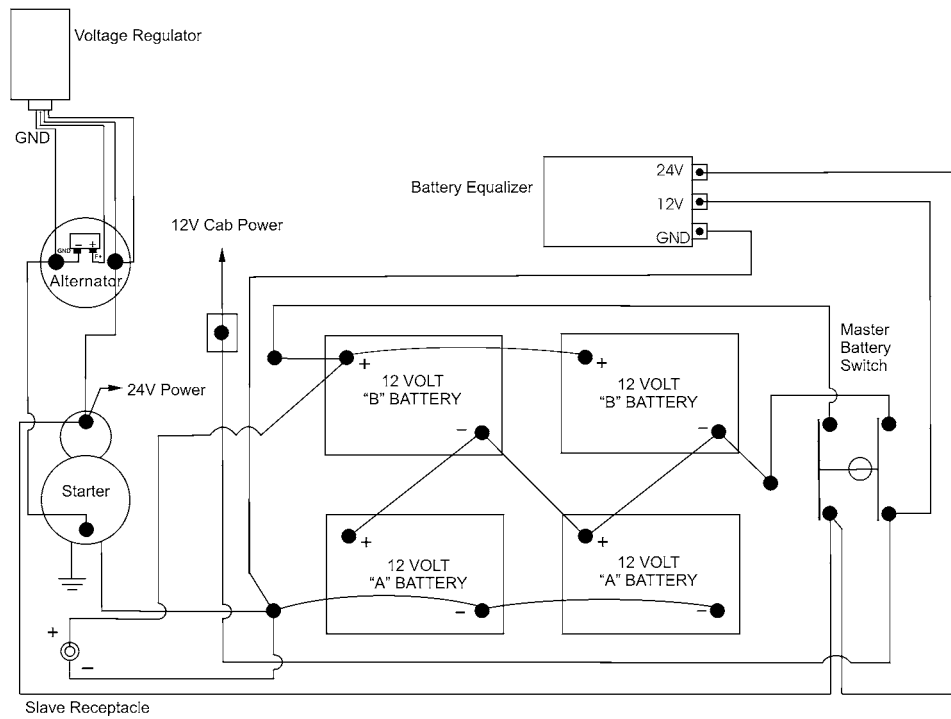 Voltage Regulator
GND
24V
Battery Equalizer
12V
GND
12V Cab Power
GND
− +
F+
Alternator
Master
Battery
Switch
+
12 VOLT
“B” BATTERY
−
+
12 VOLT
“B” BATTERY
−
24V Power
Starter
+
12 VOLT
“A” BATTERY
−
+
12 VOLT
“A” BATTERY
−
+
−
Slave Receptacle